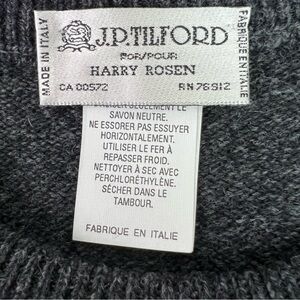 J.P. TILFORD
FOR/POUR
HARRY ROSEN
CA 00572
RN 76912
MADE IN ITALY
FABRIQUE EN ITALIE
SAVON NEUTRE.
NE ESSORER PAS ESSUYER
HORIZONTALEMENT.
UTILISER LE FER À
REPASSER FROID.
NETTOYER À SEC AVEC
PERCHLORÉTHYLÈNE.
SÉCHER DANS LE
TAMBOUR.
FABRIQUE EN ITALIE